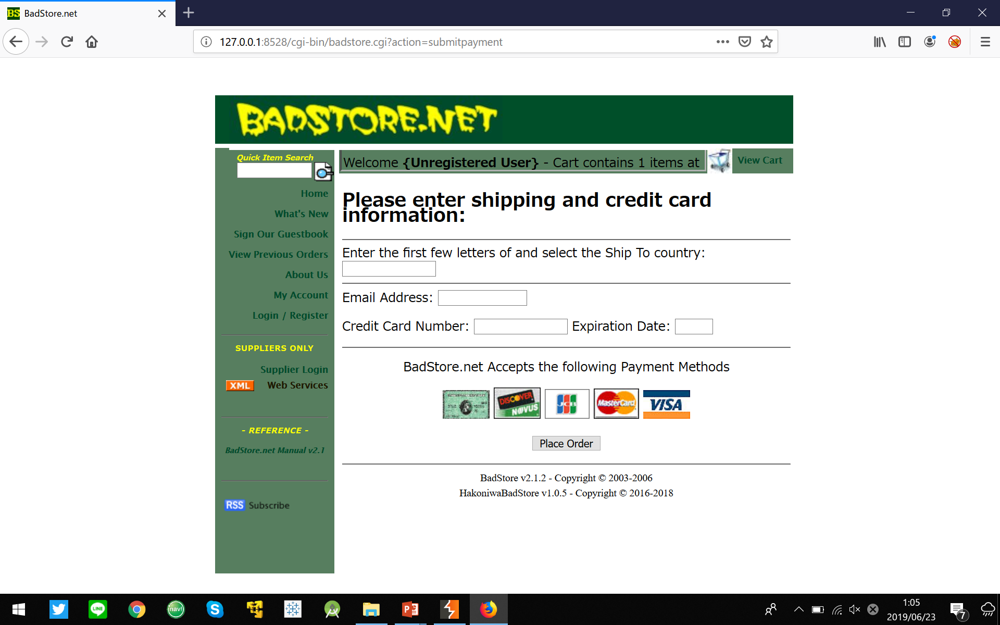 BS BadStore.net
127.0.0.1:8528/cgi-bin/badstore.cgi?action=submitpayment
BADSTORE.NET
Quick Item Search
Welcome {Unregistered User} - Cart contains 1 items at
View Cart
Home
What's New
Sign Our Guestbook
View Previous Orders
About Us
My Account
Login / Register
SUPPLIERS ONLY
Supplier Login
XML Web Services
- REFERENCE -
BadStore.net Manual v2.1
RSS Subscribe
Please enter shipping and credit card
information:
Enter the first few letters of and select the Ship To country:
Email Address:
Credit Card Number: Expiration Date:
BadStore.net Accepts the following Payment Methods
DISCOVER
NOVUS
JCB
MasterCard
VISA
Place Order
BadStore v2.1.2 - Copyright © 2003-2006
HakoniwaBadStore v1.0.5 - Copyright © 2016-2018
LINE
nav!
1:05
2019/06/23
7